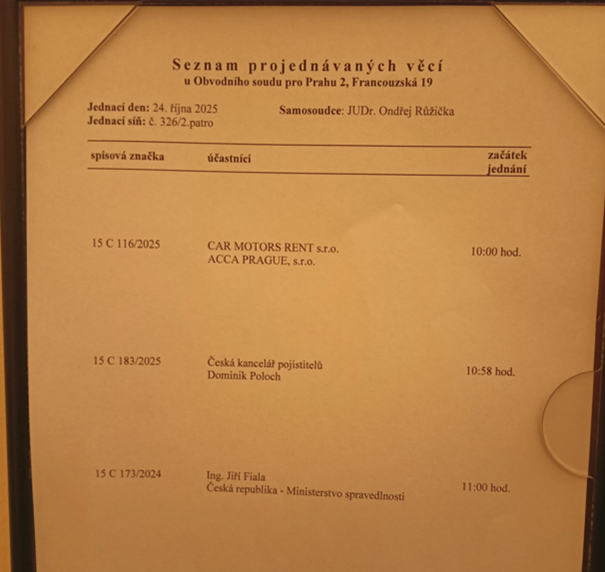 Seznam projednávaných věcí
u Obvodního soudu pro Prahu 2, Francouzská 19
Jednací den: 24. října 2025 Samosoudce: JUDr. Ondřej Růžička
Jednací síň: č. 326/2.patro
spisová značka účastníci začátek
jednání
15 C 116/2025 CAR MOTORS RENT s.r.o. 10:00 hod.
ACCA PRAGUE, s.r.o.
15 C 183/2025 Česká kancelář pojistitelů 10:58 hod.
Dominik Poloch
15 C 173/2024 Ing. Jiří Fiala 11:00 hod.
Česká republika - Ministerstvo spravedlnosti